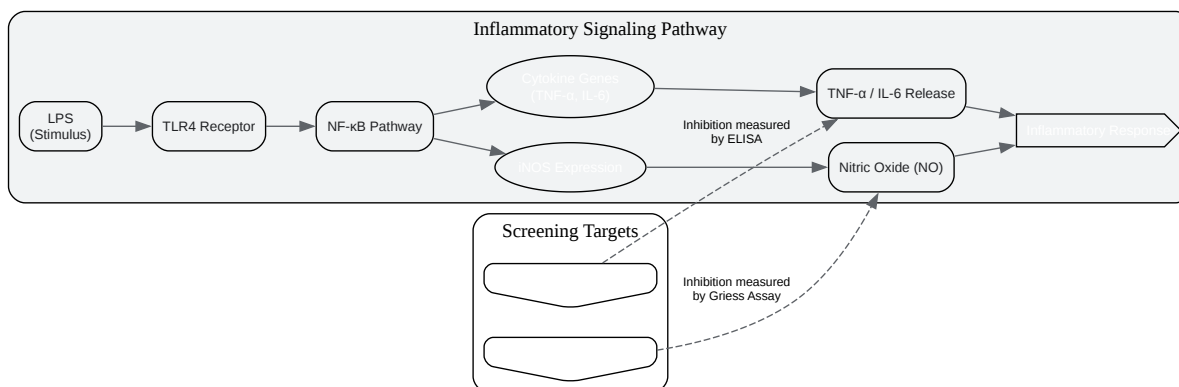 Inflammatory Signaling Pathway
LPS
(Stimulus)
TLR4 Receptor
NF-κB Pathway
Cytokine Genes
(TNF-α, IL-6)
iNOS Expression
TNF-α / IL-6 Release
Nitric Oxide (NO)
Inflammatory Response
Inhibition measured
by ELISA
Screening Targets
Inhibition measured
by Griess Assay